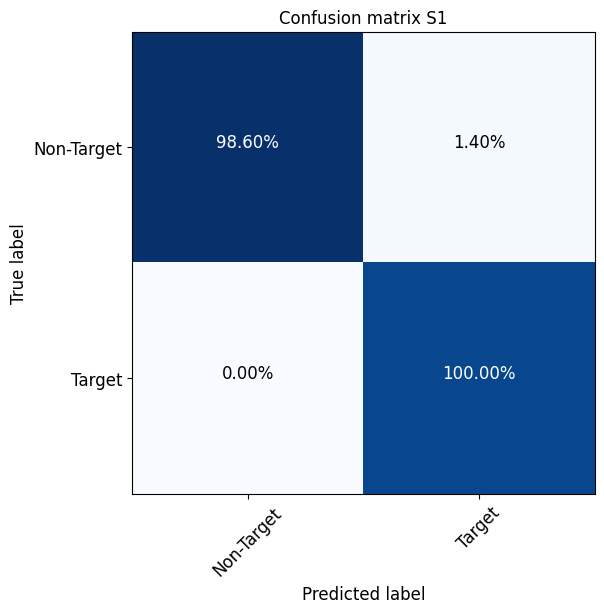 Confusion matrix S1
Non-Target
98.60%
1.40%
True label
Target
0.00%
100.00%
Non-Target
Target
Predicted label